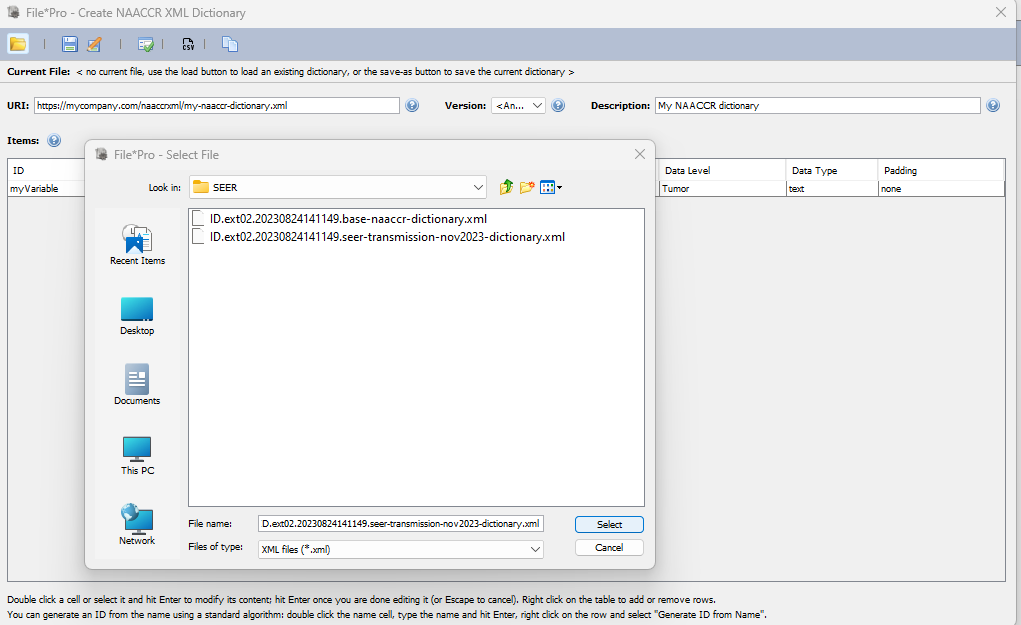 File*Pro - Create NAACCR XML Dictionary
CSV
Current File: < no current file, use the load button to load an existing dictionary, or the save-as button to save the current dictionary >
URI: https://mycompany.com/naaccrxml/my-naaccr-dictionary.xml ? Version: <An... ? Description: My NAACCR dictionary ?
Items: ?
File*Pro - Select File
ID Data Level Data Type Padding
myVariable Tumor text none
Look in: SEER
ID.ext02.20230824141149.base-naaccr-dictionary.xml
ID.ext02.20230824141149.seer-transmission-nov2023-dictionary.xml
Recent Items
Desktop
Documents
This PC
Network
File name: D.ext02.20230824141149.seer-transmission-nov2023-dictionary.xml Select
Files of type: XML files (*.xml) Cancel
Double click a cell or select it and hit Enter to modify its content; hit Enter once you are done editing it (or Escape to cancel). Right click on the table to add or remove rows.
You can generate an ID from the name using a standard algorithm: double click the name cell, type the name and hit Enter, right click on the row and select "Generate ID from Name".